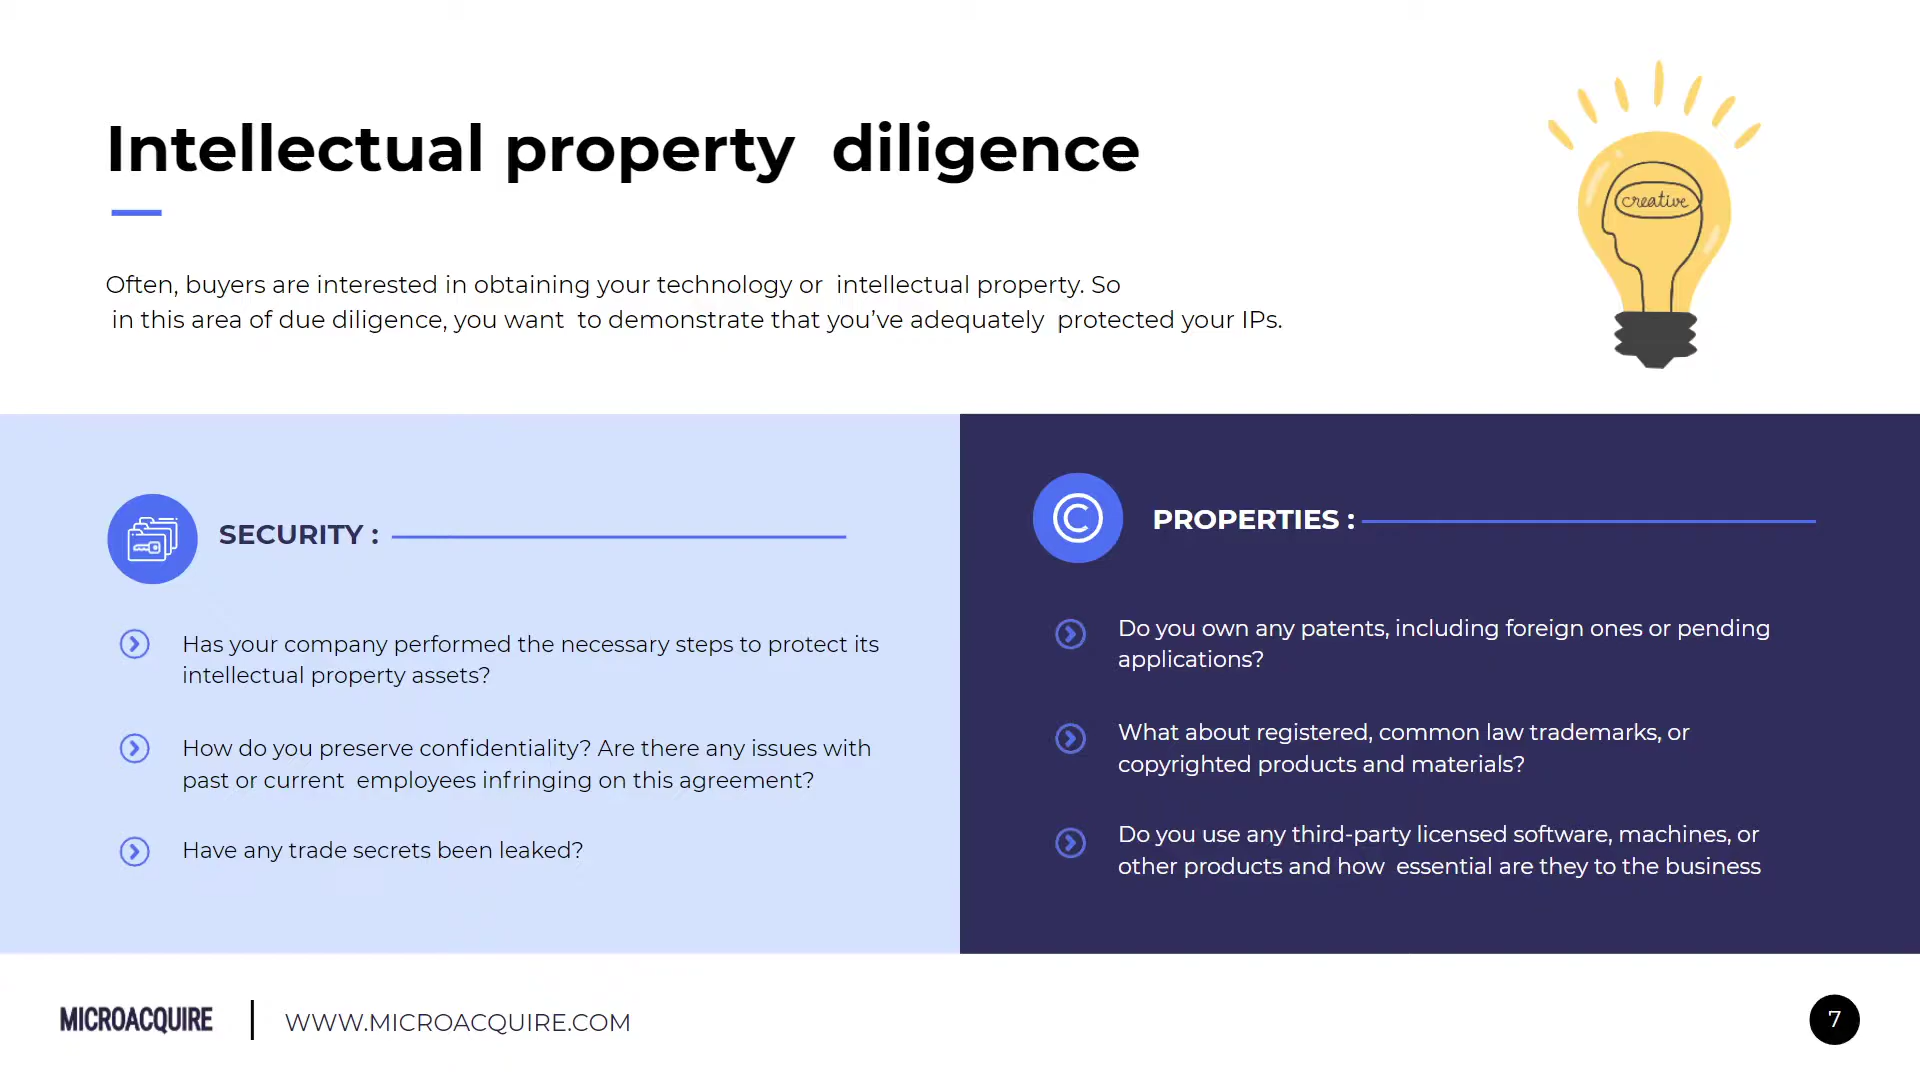 Intellectual property  diligence
creative
Often, buyers are interested in obtaining your technology or  intellectual property. So
in this area of due diligence, you want  to demonstrate that you’ve adequately  protected your IPs.
SECURITY :
Has your company performed the necessary steps to protect its
intellectual property assets?
How do you preserve confidentiality? Are there any issues with
past or current  employees infringing on this agreement?
Have any trade secrets been leaked?
PROPERTIES :
Do you own any patents, including foreign ones or pending
applications?
What about registered, common law trademarks, or
copyrighted products and materials?
Do you use any third-party licensed software, machines, or
other products and how  essential are they to the business
MICROACQUIRE
WWW.MICROACQUIRE.COM
7